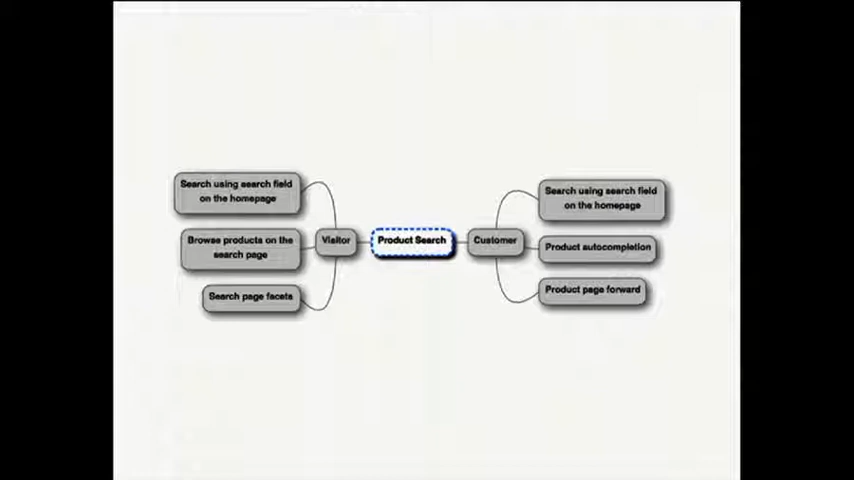 Search using search field
on the homepage
Browse products on the
search page
Search page facets
Visitor
Product Search
Customer
Search using search field
on the homepage
Product autocompletion
Product page forward